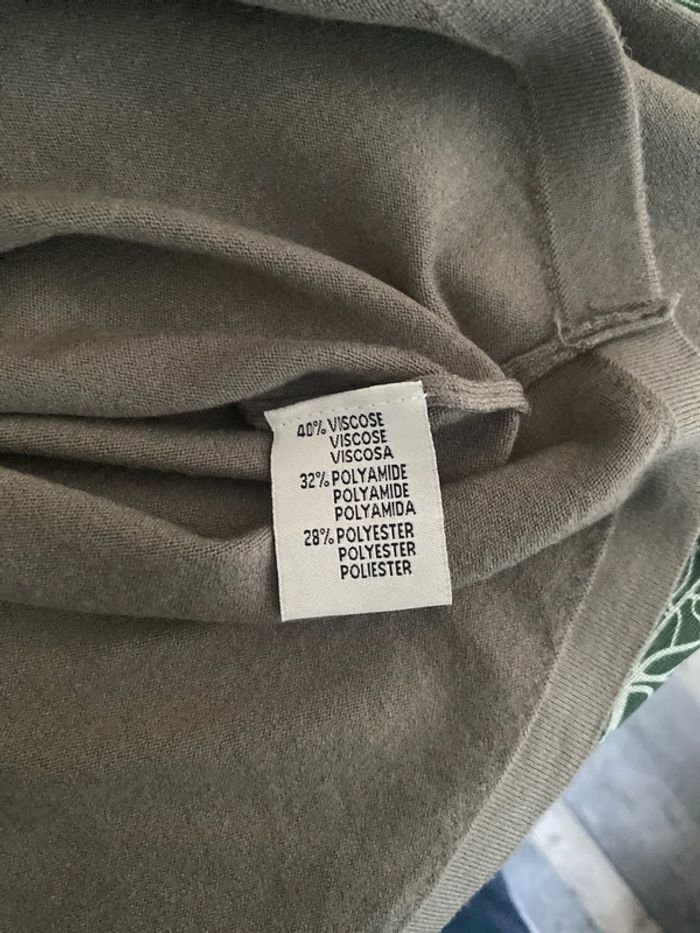 40% VISCOSE
VISCOSE
VISCOSA
32% POLYAMIDE
POLYAMIDE
POLYAMIDA
28% POLYESTER
POLYESTER
POLIESTER